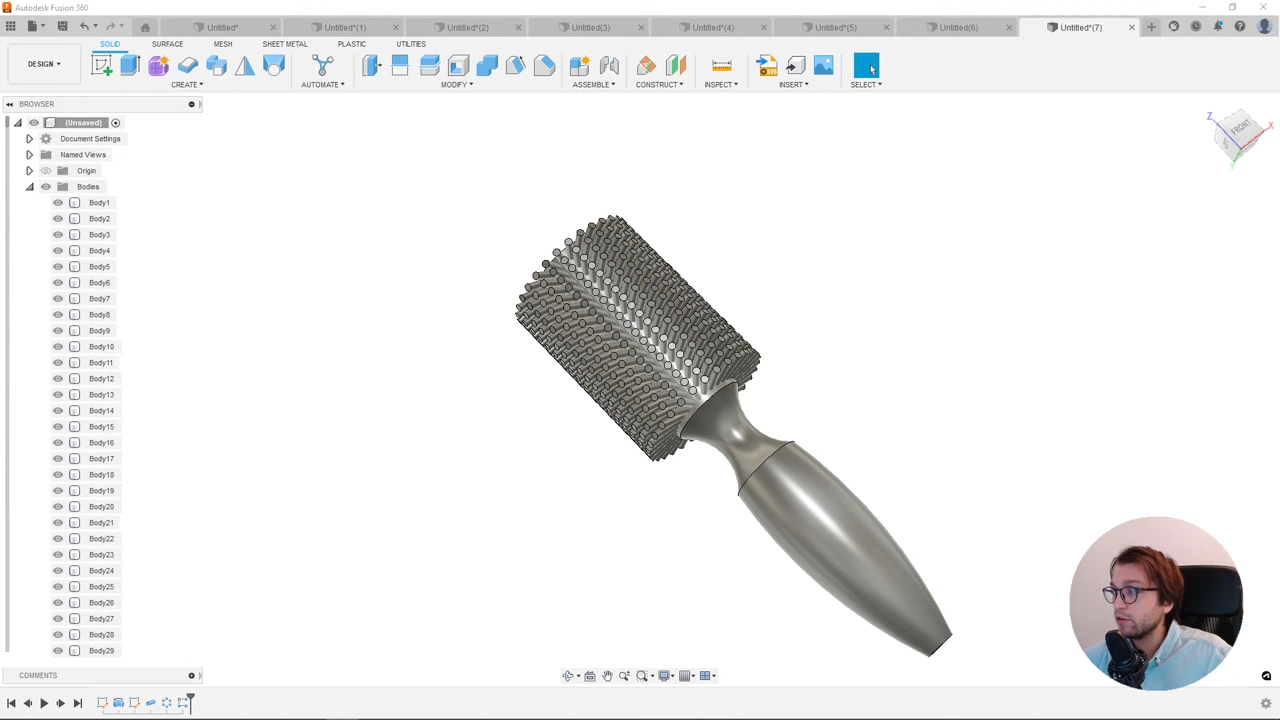 Autodesk Fusion 360
Untitled*
Untitled*(1)
Untitled*(2)
Untitled(3)
Untitled*(4)
Untitled*(5)
Untitled(6)
Untitled*(7)
DESIGN
SOLID
SURFACE
MESH
SHEET METAL
PLASTIC
UTILITIES
CREATE
AUTOMATE
MODIFY
ASSEMBLE
CONSTRUCT
INSPECT
INSERT
SELECT
BROWSER
(Unsaved)
Document Settings
Named Views
Origin
Bodies
Body1
Body2
Body3
Body4
Body5
Body6
Body7
Body8
Body9
Body10
Body11
Body12
Body13
Body14
Body15
Body16
Body17
Body18
Body19
Body20
Body21
Body22
Body23
Body24
Body25
Body26
Body27
Body28
Body29
Z
FRONT
X
COMMENTS